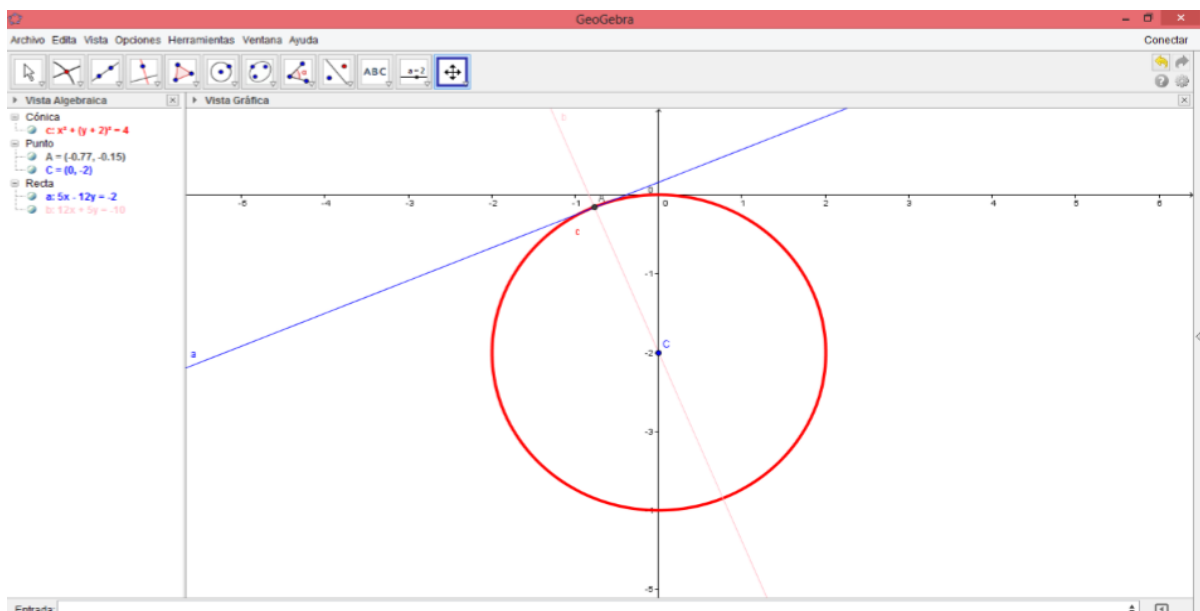 GeoGebra
Archivo Edita Vista Opciones Herramientas Ventana Ayuda
Conectar
ABC
a=2
Vista Algebraica
Vista Gráfica
Cónica
c: x² + (y + 2)² = 4
Punto
A = (-0.77, -0.15)
C = (0, -2)
Recta
a: 5x - 12y = -2
b: 12x + 5y = -10
b
0
-5 -4 -3 -2 -1 0 1 2 3 4 5 6
A
c
-1
a
-2
C
-3
-4
-5
Entrada: